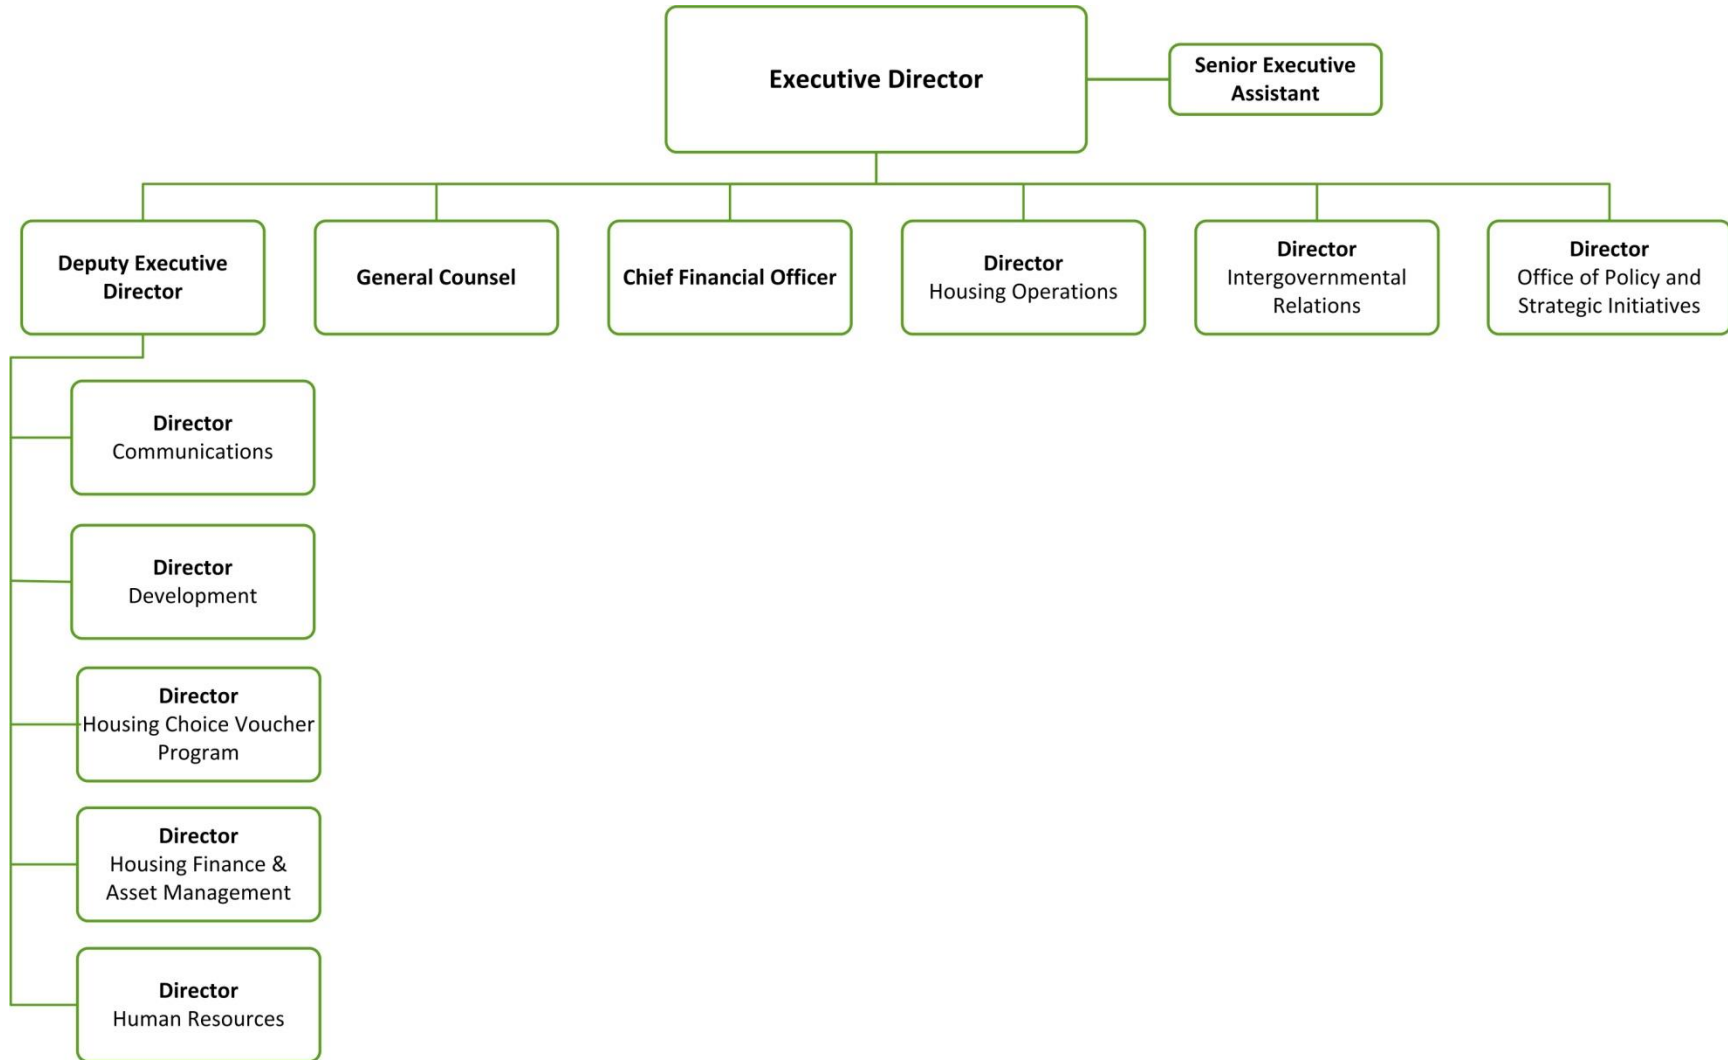 Executive Director
Senior Executive
Assistant
Deputy Executive
Director
General Counsel
Chief Financial Officer
Director
Housing Operations
Director
Intergovernmental
Relations
Director
Office of Policy and
Strategic Initiatives
Director
Communications
Director
Development
Director
Housing Choice Voucher
Program
Director
Housing Finance &
Asset Management
Director
Human Resources